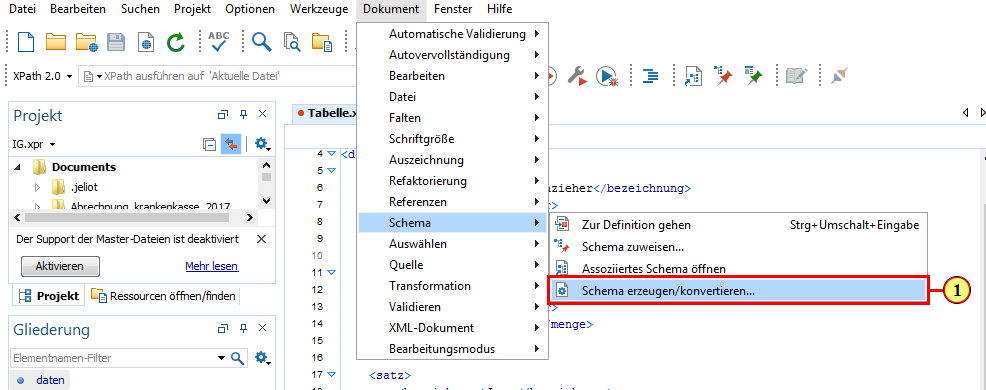 Datei Bearbeiten Suchen Projekt Optionen Werkzeuge Dokument Fenster Hilfe
ABC
XPath 2.0 XPath ausführen auf 'Aktuelle Datei'
Projekt
IG.xpr
Documents
.jeliot
Abrechnung_krankenkasse_2017
Der Support der Master-Dateien ist deaktiviert
Aktivieren Mehr lesen
Projekt Ressourcen öffnen/finden
Gliederung
Elementnamen-Filter
daten
Automatische Validierung
Autovervollständigung
Bearbeiten
Datei
Falten
Schriftgröße
Auszeichnung
Refaktorierung
Referenzen
Schema
Auswählen
Quelle
Transformation
Validieren
XML-Dokument
Bearbeitungsmodus
Zur Definition gehen Strg+Umschalt+Eingabe
Schema zuweisen...
Assoziiertes Schema öffnen
Schema erzeugen/konvertieren...
1
Tabelle.x
4 <d
5
6 nzieher</bezeichnung>
7 >
8
9
10
11
12
13 >
14 /menge>
15
16
17 <satz>